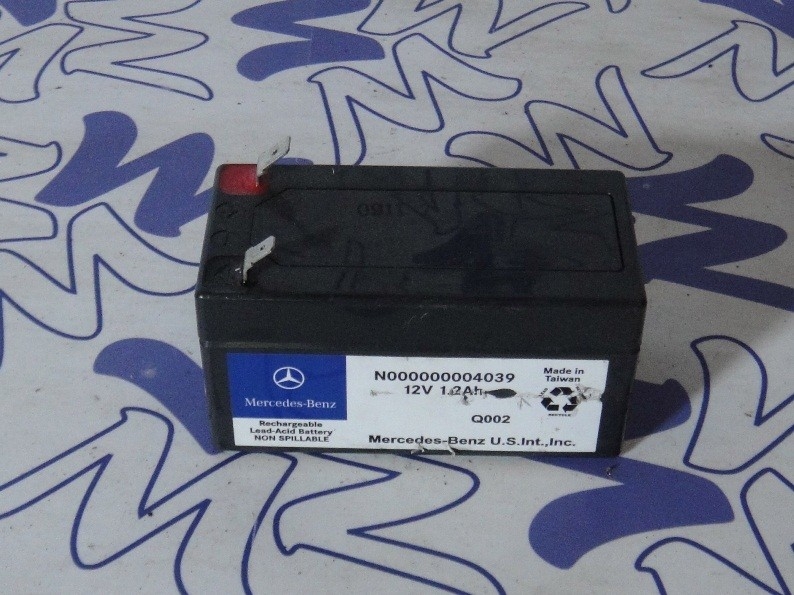 1180
Mercedes-Benz
Rechargeable
Lead-Acid Battery
NON SPILLABLE
N000000004039
12V 1.2Ah
Q002
Mercedes-Benz U.S.Int.,Inc.
Made in
Taiwan
RECYCLE